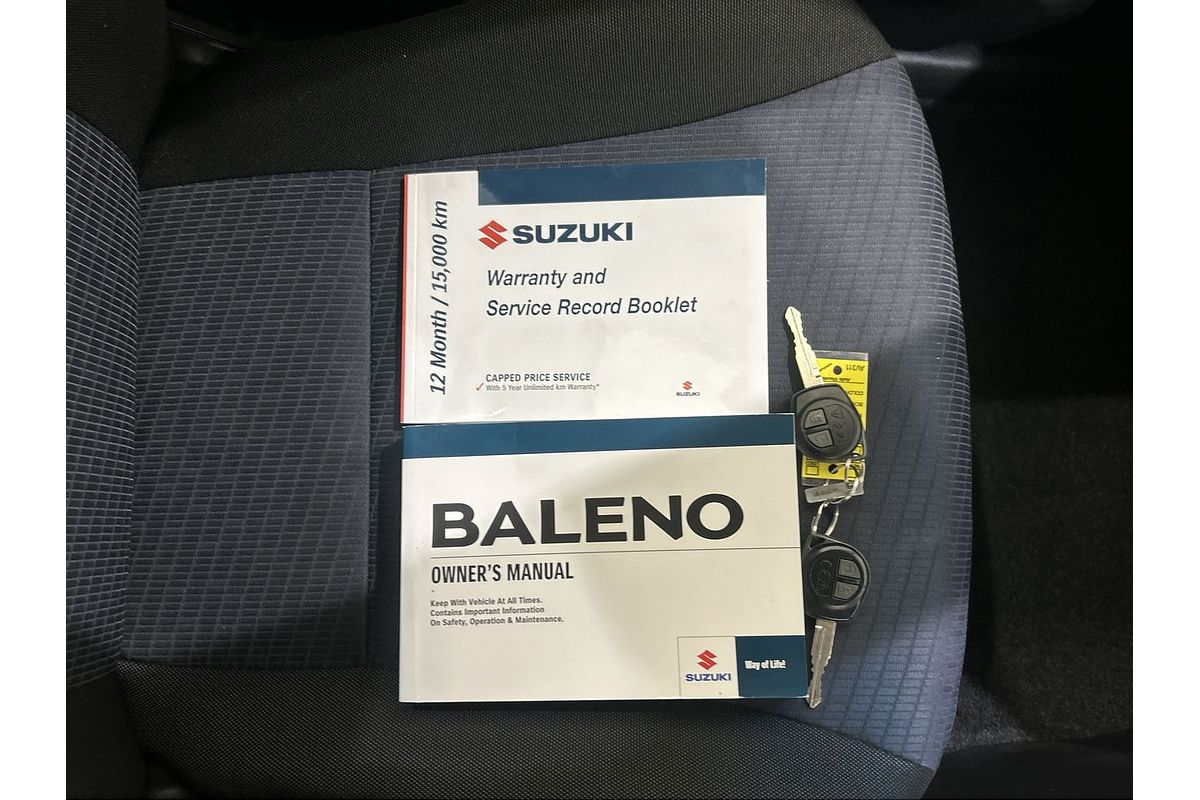 12 Month / 15,000 km
SUZUKI
Warranty and
Service Record Booklet
CAPPED PRICE SERVICE
With 5 Year Unlimited km Warranty*
SUZUKI
BALENO
OWNER'S MANUAL
Keep With Vehicle At All Times.
Contains Important Information
On Safety, Operation & Maintenance.
SUZUKI
Way of Life!